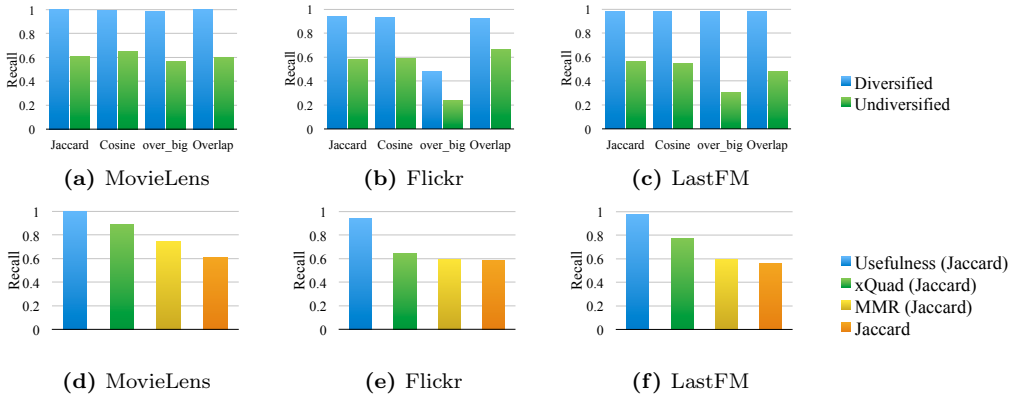 1
0.8
0.6
0.4
0.2
0
Recall
Jaccard Cosine over_big Overlap
(a) MovieLens
1
0.8
0.6
0.4
0.2
0
Recall
Jaccard Cosine over_big Overlap
(b) Flickr
1
0.8
0.6
0.4
0.2
0
Recall
Jaccard Cosine over_big Overlap
(c) LastFM
Diversified
Undiversified
1
0.8
0.6
0.4
0.2
0
Recall
(d) MovieLens
1
0.8
0.6
0.4
0.2
0
Recall
(e) Flickr
1
0.8
0.6
0.4
0.2
0
Recall
(f) LastFM
Usefulness (Jaccard)
xQuad (Jaccard)
MMR (Jaccard)
Jaccard